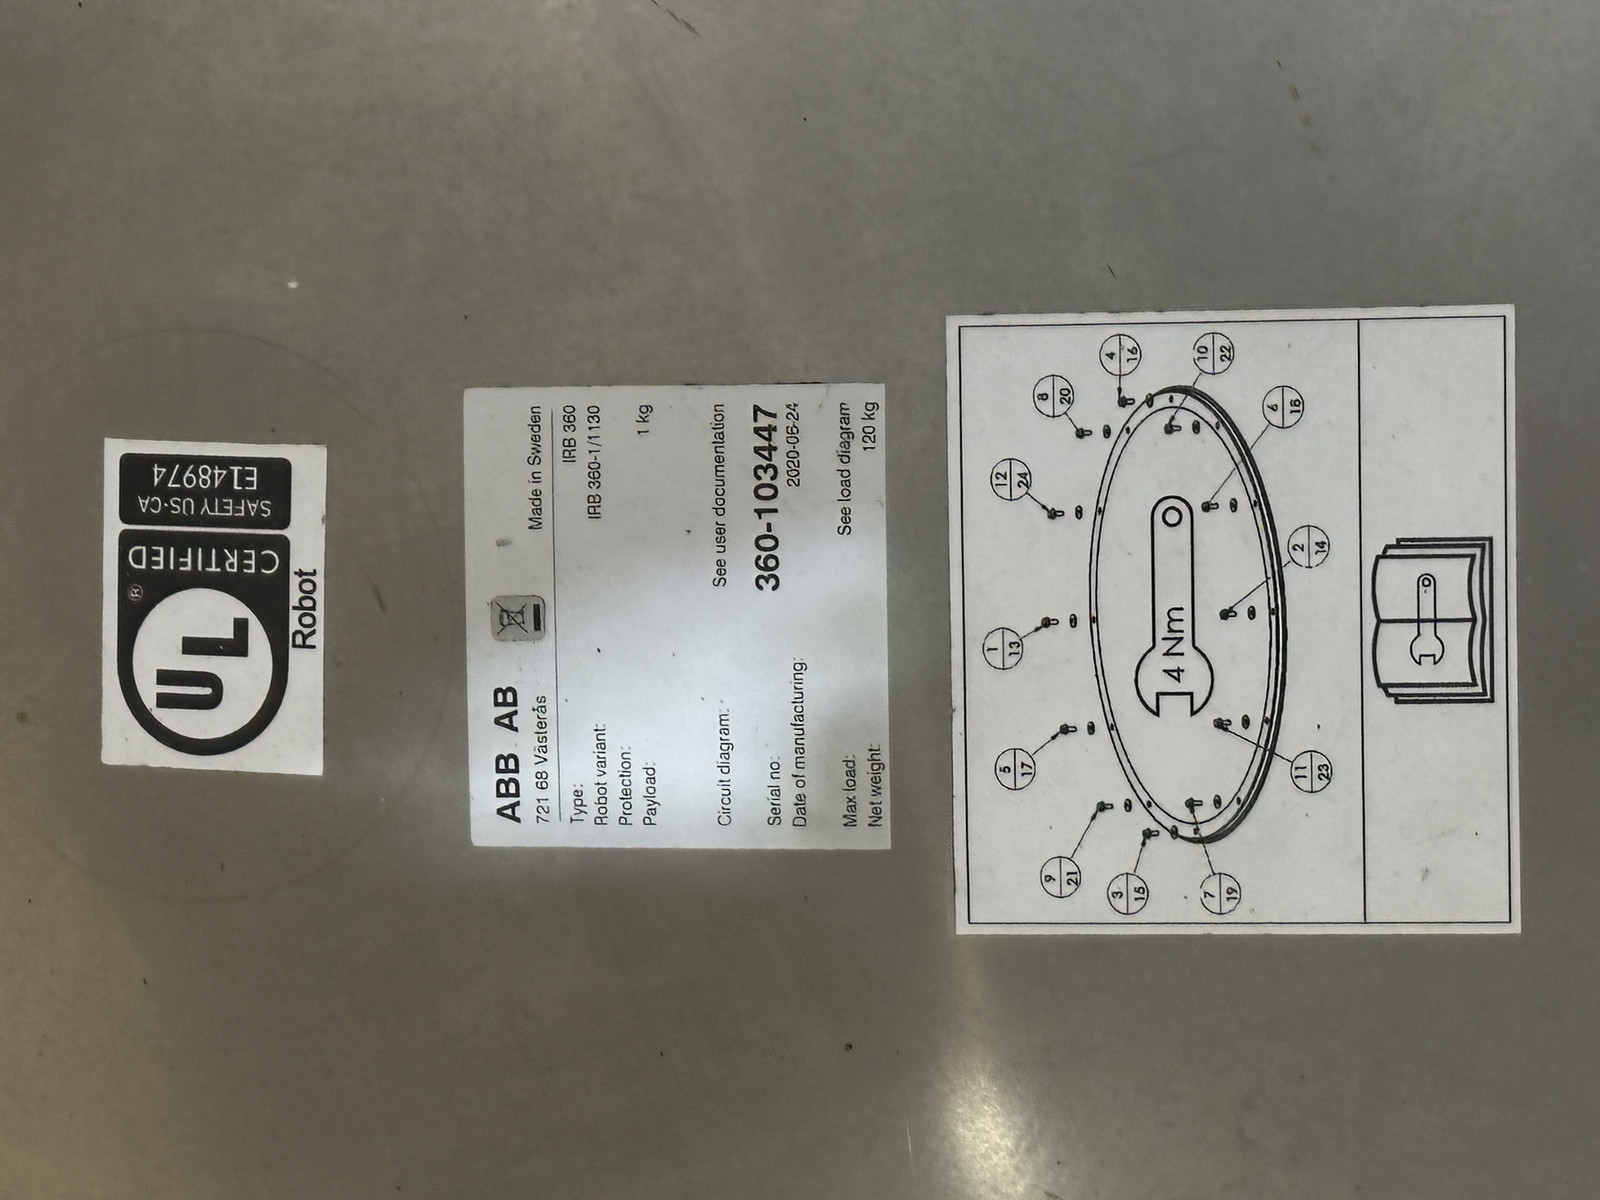 UL
®
CERTIFIED
SAFETY US·CA
E148974
Robot
ABB AB
721 68 Västerås Made in Sweden
Type: IRB 360
Robot variant: IRB 360-1/1130
Protection:
Payload: 1 kg
Circuit diagram: See user documentation
Serial no: 360-103447
Date of manufacturing: 2020-06-24
Max load: See load diagram
Net weight: 120 kg
1
13
5
17
12
24
9
21
8
20
3
15
4
16
4 Nm
7
19
10
22
11
23
2
14
6
18